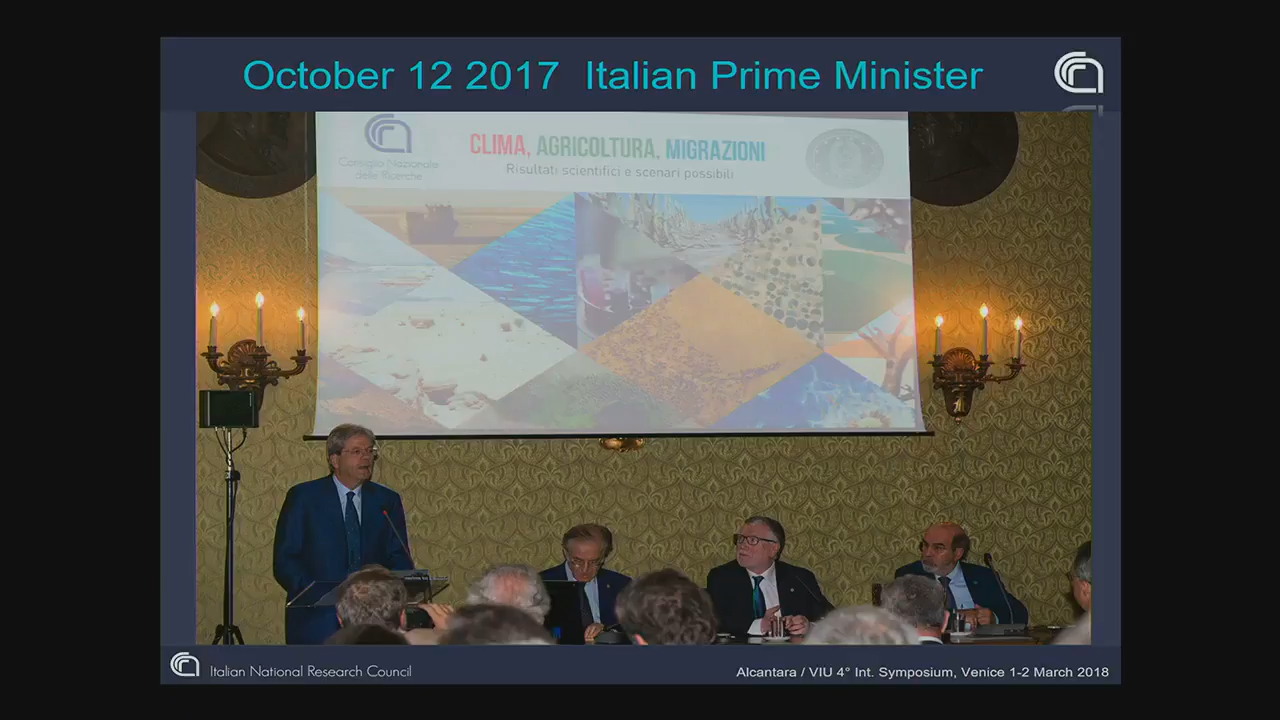 October 12 2017 Italian Prime Minister
Consiglio Nazionale
delle Ricerche
CLIMA, AGRICOLTURA, MIGRAZIONI
Risultati scientifici e scenari possibili
Italian National Research Council
Alcantara / VIU 4° Int. Symposium, Venice 1-2 March 2018